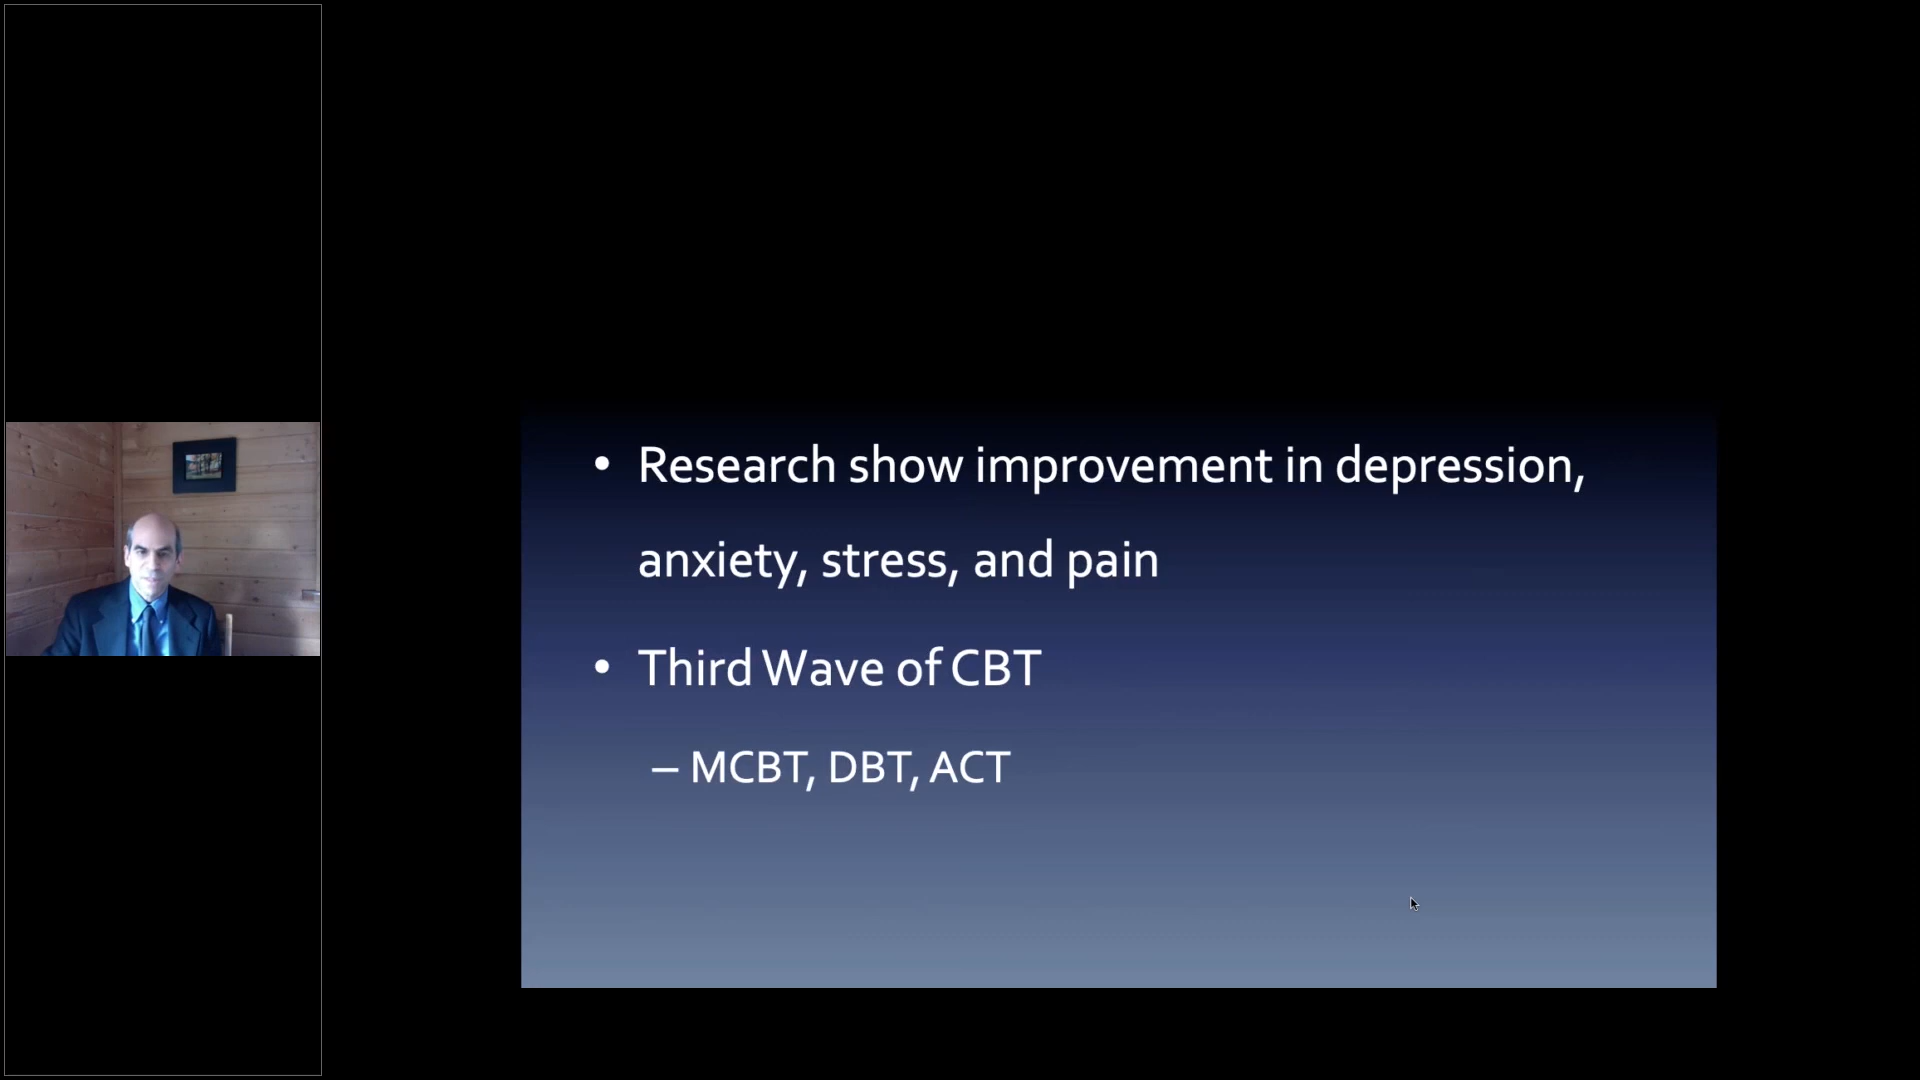 • Research show improvement in depression,
anxiety, stress, and pain
• Third Wave of CBT
– MCBT, DBT, ACT